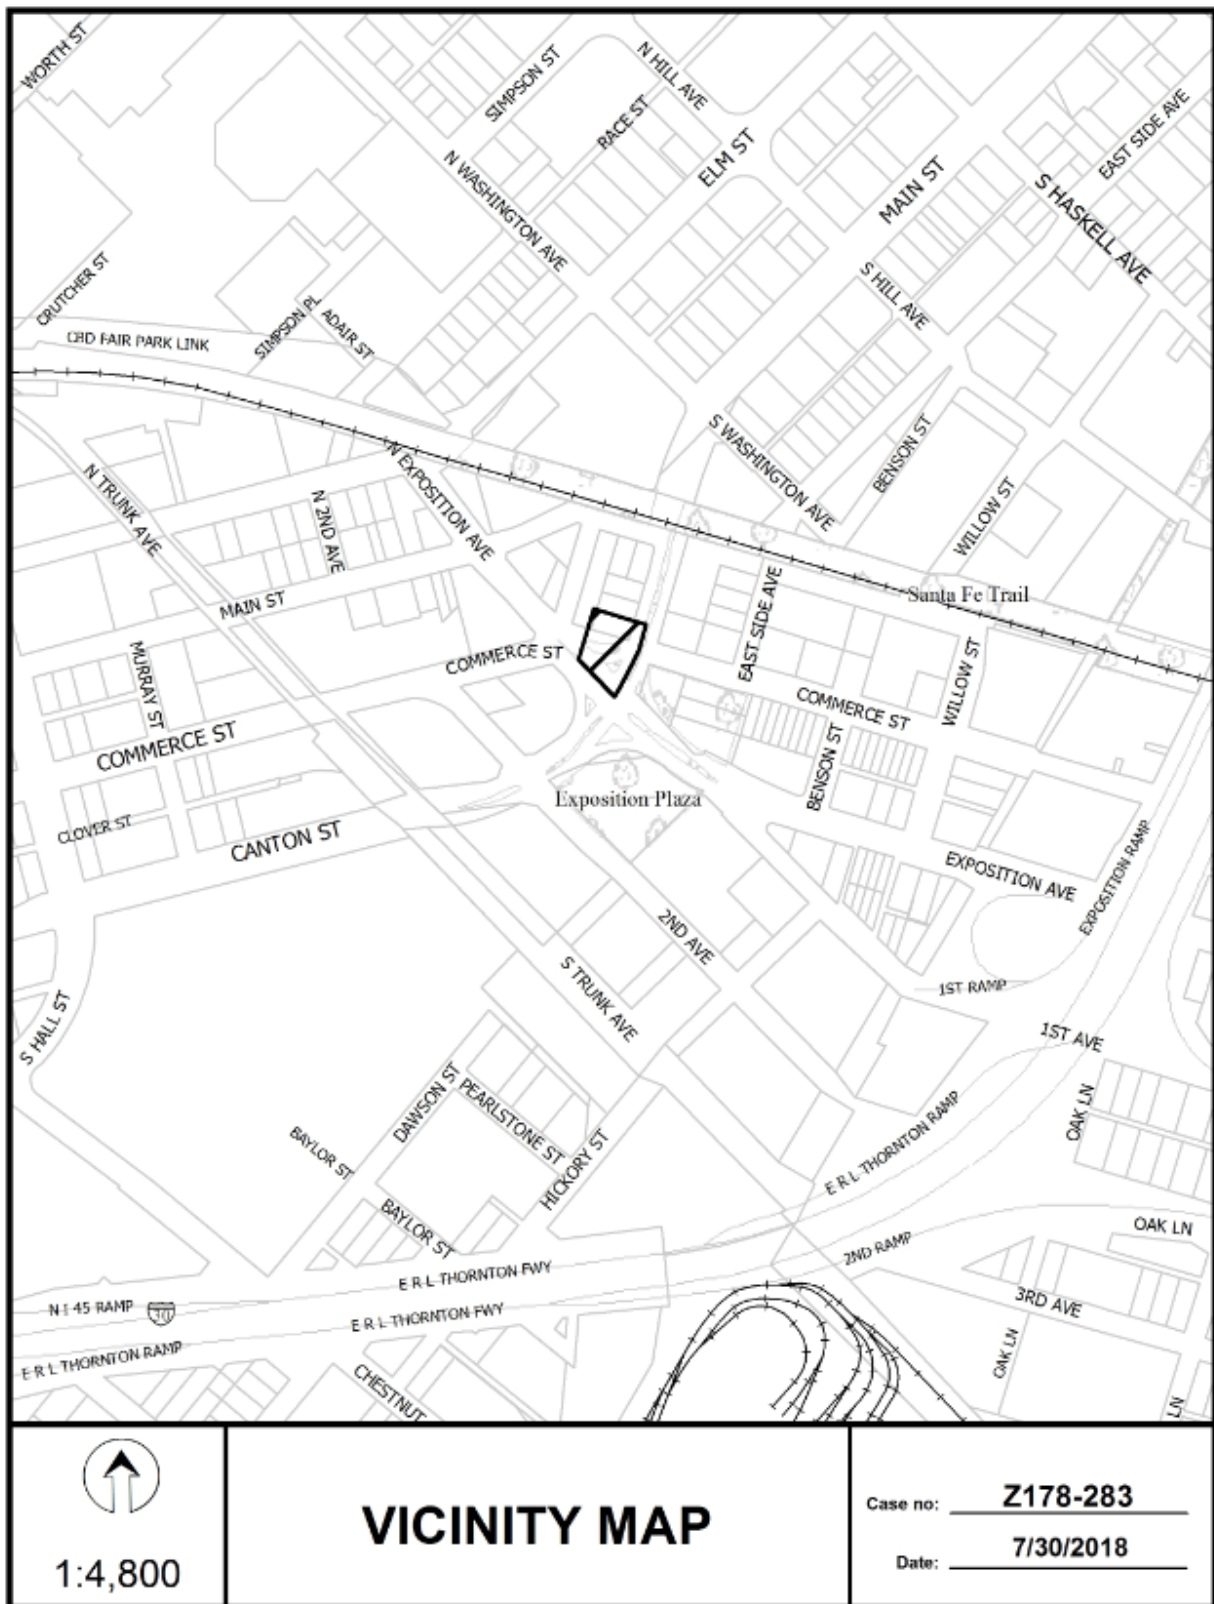 WORTH ST
SIMPSON ST
N HILL AVE
RACE ST
ELM ST
EAST SIDE AVE
MAIN ST
S HASKELL AVE
N WASHINGTON AVE
CRUTCHER ST
S HILL AVE
SIMPSON PL
ADAIR ST
CBD FAIR PARK LINK
S WASHINGTON AVE
BENSON ST
N TRUNK AVE
N EXPOSITION AVE
N 2ND AVE
WILLOW ST
MAIN ST
Santa Fe Trail
EAST SIDE AVE
MURRAY ST
COMMERCE ST
WILLOW ST
COMMERCE ST
COMMERCE ST
BENSON ST
Exposition Plaza
CLOVER ST
CANTON ST
EXPOSITION AVE
EXPOSITION RAMP
2ND AVE
S TRUNK AVE
1ST RAMP
S HALL ST
1ST AVE
DAWSON ST
PEARLSTONE ST
OAK LN
BAYLOR ST
HICKORY ST
E R L THORNTON RAMP
BAYLOR ST
OAK LN
2ND RAMP
E R L THORNTON FWY
N I 45 RAMP
30
E R L THORNTON FWY
3RD AVE
E R L THORNTON RAMP
OAK LN
CHESTNUT
LN
1:4,800
VICINITY MAP
Case no: Z178-283
Date: 7/30/2018